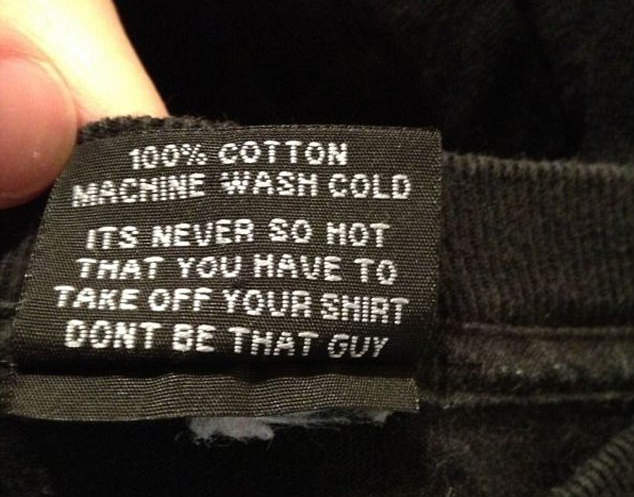 100% COTTON
MACHINE WASH COLD
ITS NEVER SO HOT
THAT YOU HAVE TO
TAKE OFF YOUR SHIRT
DONT BE THAT GUY